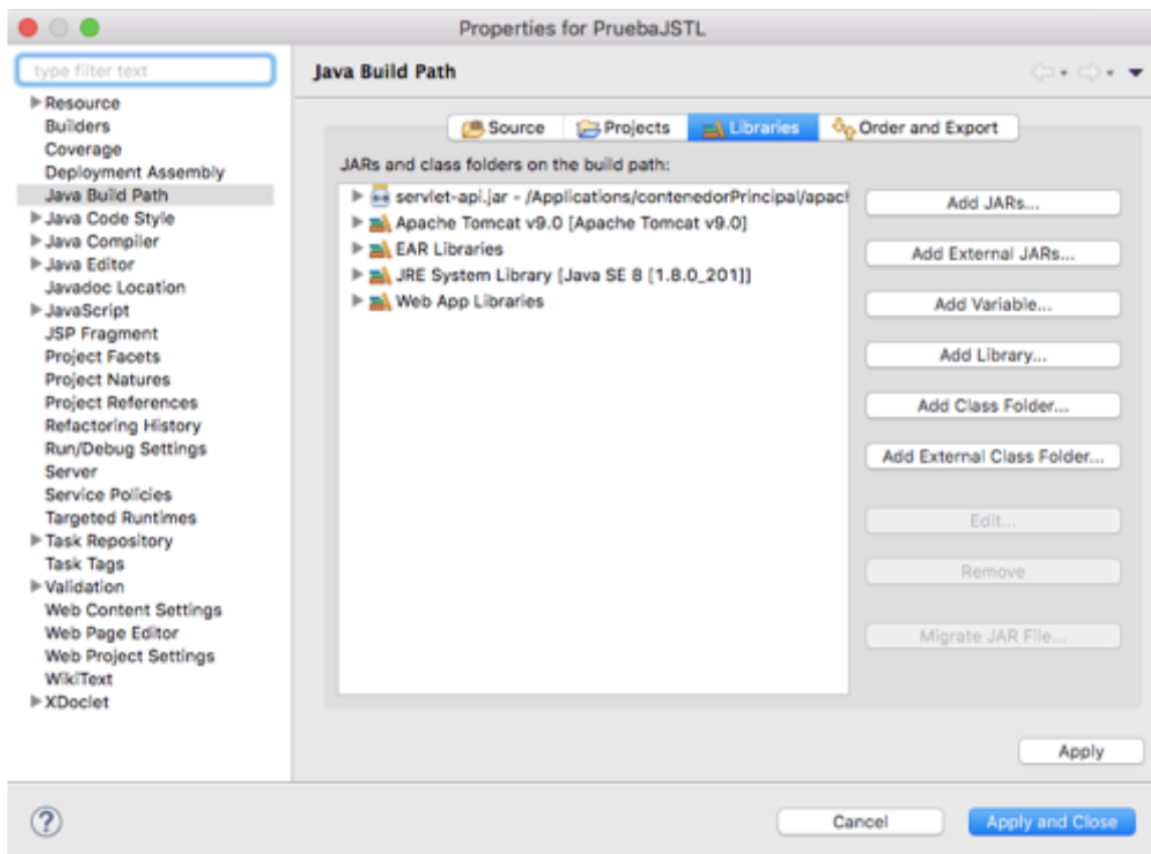 Properties for PruebaJSTL
type filter text
Resource
Builders
Coverage
Deployment Assembly
Java Build Path
Java Code Style
Java Compiler
Java Editor
Javadoc Location
JavaScript
JSP Fragment
Project Facets
Project Natures
Project References
Refactoring History
Run/Debug Settings
Server
Service Policies
Targeted Runtimes
Task Repository
Task Tags
Validation
Web Content Settings
Web Page Editor
Web Project Settings
WikiText
XDoclet
Java Build Path
Source Projects Libraries Order and Export
JARs and class folders on the build path:
servlet-api.jar - /Applications/contenedorPrincipal/apach
Apache Tomcat v9.0 [Apache Tomcat v9.0]
EAR Libraries
JRE System Library [Java SE 8 [1.8.0_201]]
Web App Libraries
Add JARs...
Add External JARs...
Add Variable...
Add Library...
Add Class Folder...
Add External Class Folder...
Edit...
Remove
Migrate JAR File...
Apply
?
Cancel
Apply and Close